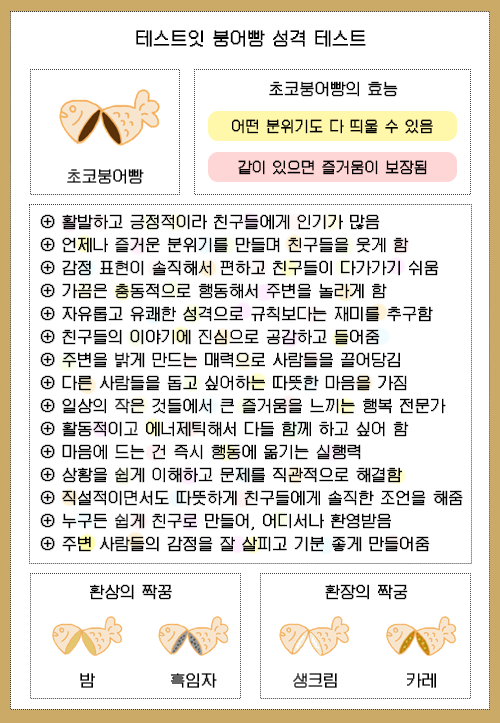 테스트잇 붕어빵 성격 테스트
초코붕어빵
초코붕어빵의 효능
어떤 분위기도 다 띄울 수 있음
같이 있으면 즐거움이 보장됨
⊕ 활발하고 긍정적이라 친구들에게 인기가 많음
⊕ 언제나 즐거운 분위기를 만들며 친구들을 웃게 함
⊕ 감정 표현이 솔직해서 편하고 친구들이 다가가기 쉬움
⊕ 가끔은 충동적으로 행동해서 주변을 놀라게 함
⊕ 자유롭고 유쾌한 성격으로 규칙보다는 재미를 추구함
⊕ 친구들의 이야기에 진심으로 공감하고 들어줌
⊕ 주변을 밝게 만드는 매력으로 사람들을 끌어당김
⊕ 다른 사람들을 돕고 싶어하는 따뜻한 마음을 가짐
⊕ 일상의 작은 것들에서 큰 즐거움을 느끼는 행복 전문가
⊕ 활동적이고 에너제틱해서 다들 함께 하고 싶어 함
⊕ 마음에 드는 건 즉시 행동에 옮기는 실행력
⊕ 상황을 쉽게 이해하고 문제를 직관적으로 해결함
⊕ 직설적이면서도 따뜻하게 친구들에게 솔직한 조언을 해줌
⊕ 누구든 쉽게 친구로 만들어, 어디서나 환영받음
⊕ 주변 사람들의 감정을 잘 살피고 기분 좋게 만들어줌
환상의 짝꿍
밤
흑임자
환장의 짝궁
생크림
카레